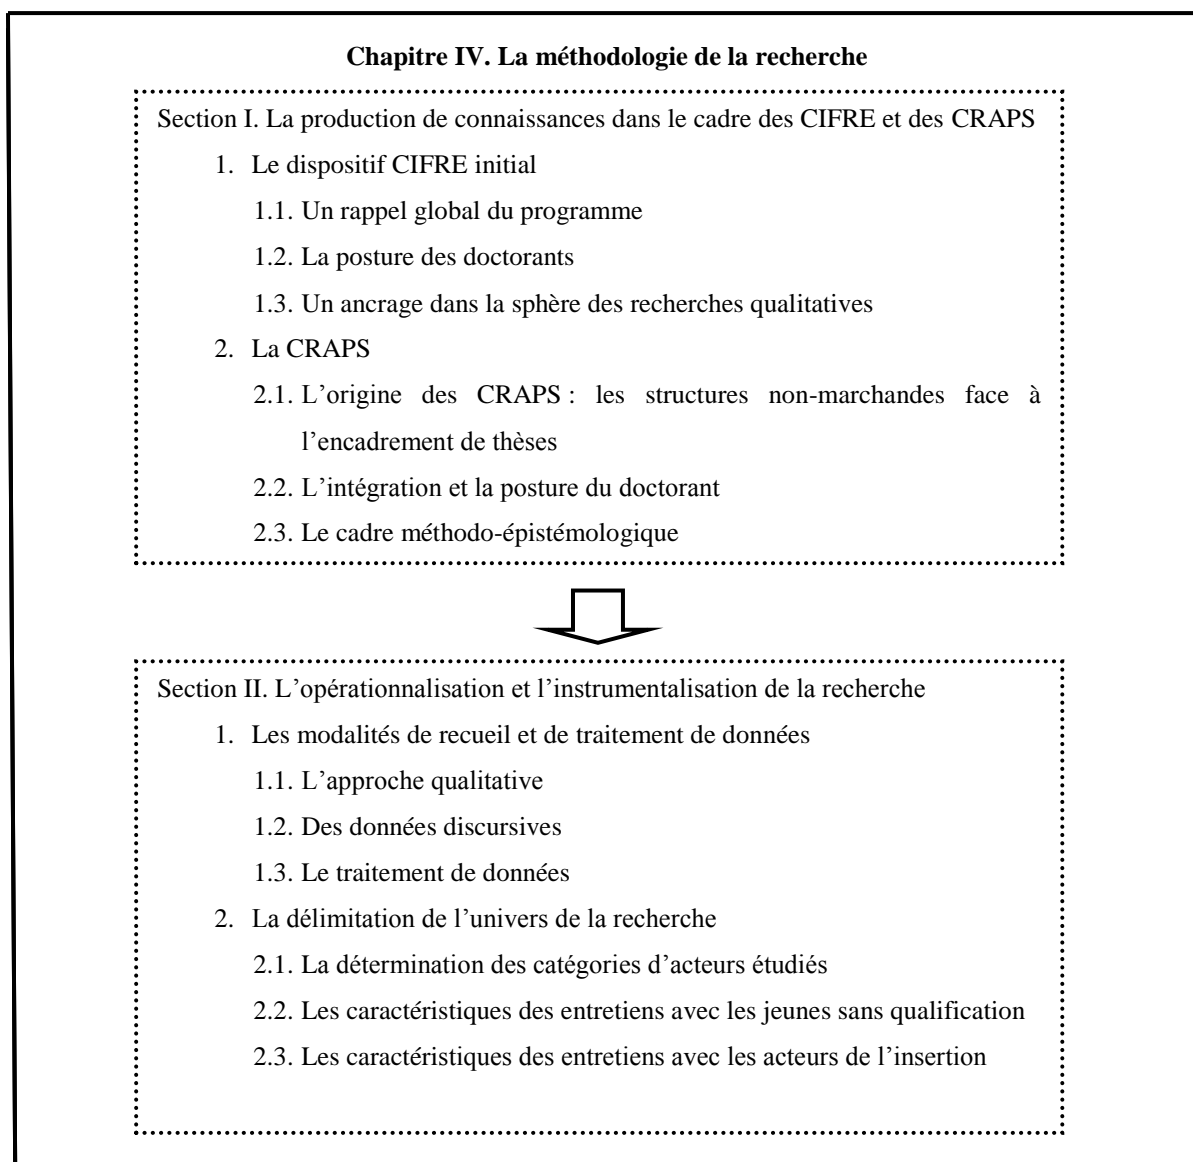 Chapitre IV. La méthodologie de la recherche
Section I. La production de connaissances dans le cadre des CIFRE et des CRAPS
1. Le dispositif CIFRE initial
1.1. Un rappel global du programme
1.2. La posture des doctorants
1.3. Un ancrage dans la sphère des recherches qualitatives
2. La CRAPS
2.1. L’origine des CRAPS : les structures non-marchandes face à
l’encadrement de thèses
2.2. L’intégration et la posture du doctorant
2.3. Le cadre méthodo-épistémologique
Section II. L’opérationnalisation et l’instrumentalisation de la recherche
1. Les modalités de recueil et de traitement de données
1.1. L’approche qualitative
1.2. Des données discursives
1.3. Le traitement de données
2. La délimitation de l’univers de la recherche
2.1. La détermination des catégories d’acteurs étudiés
2.2. Les caractéristiques des entretiens avec les jeunes sans qualification
2.3. Les caractéristiques des entretiens avec les acteurs de l’insertion